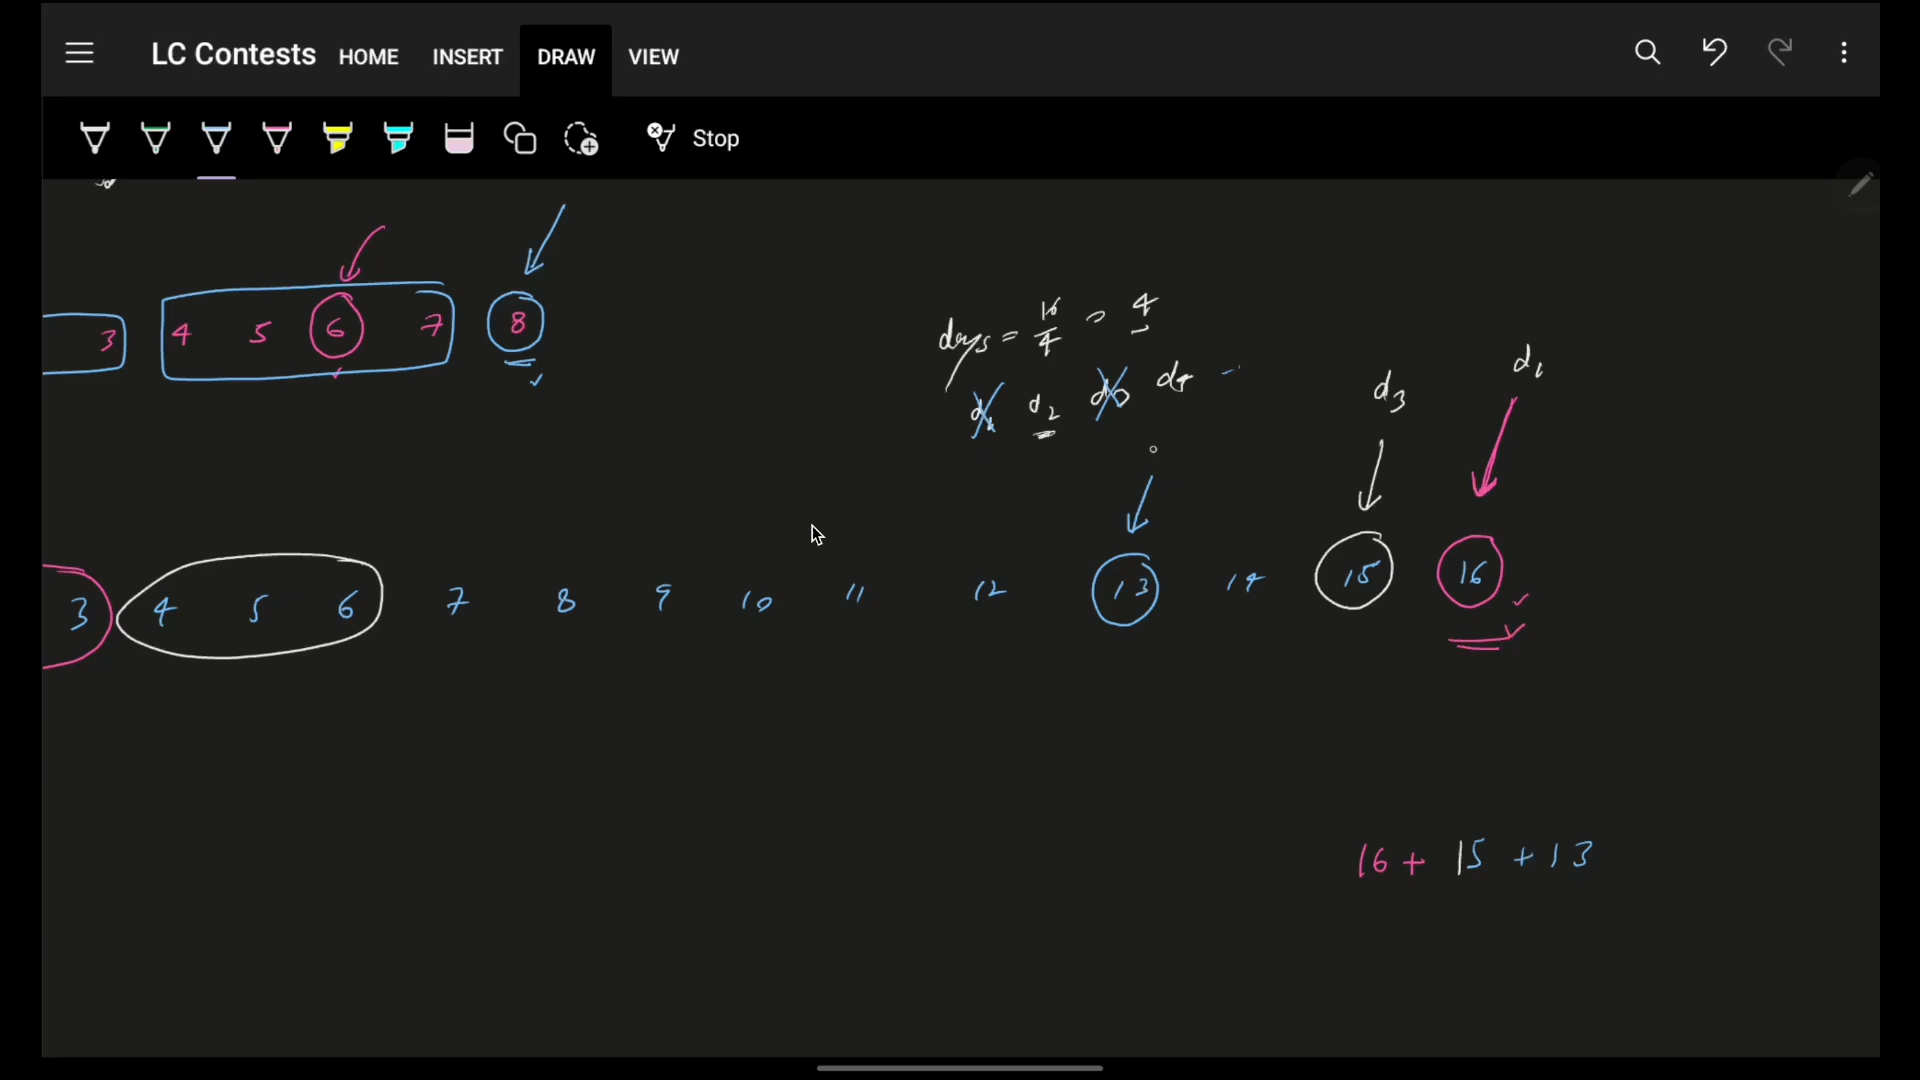 LC Contests HOME INSERT DRAW VIEW
Stop
3 4 5 6 7 8
days = 16/4 = 4
d1 d2 d3 d4
d3 d1
3 4 5 6 7 8 9 10 11 12 13 14 15 16
16 + 15 + 13